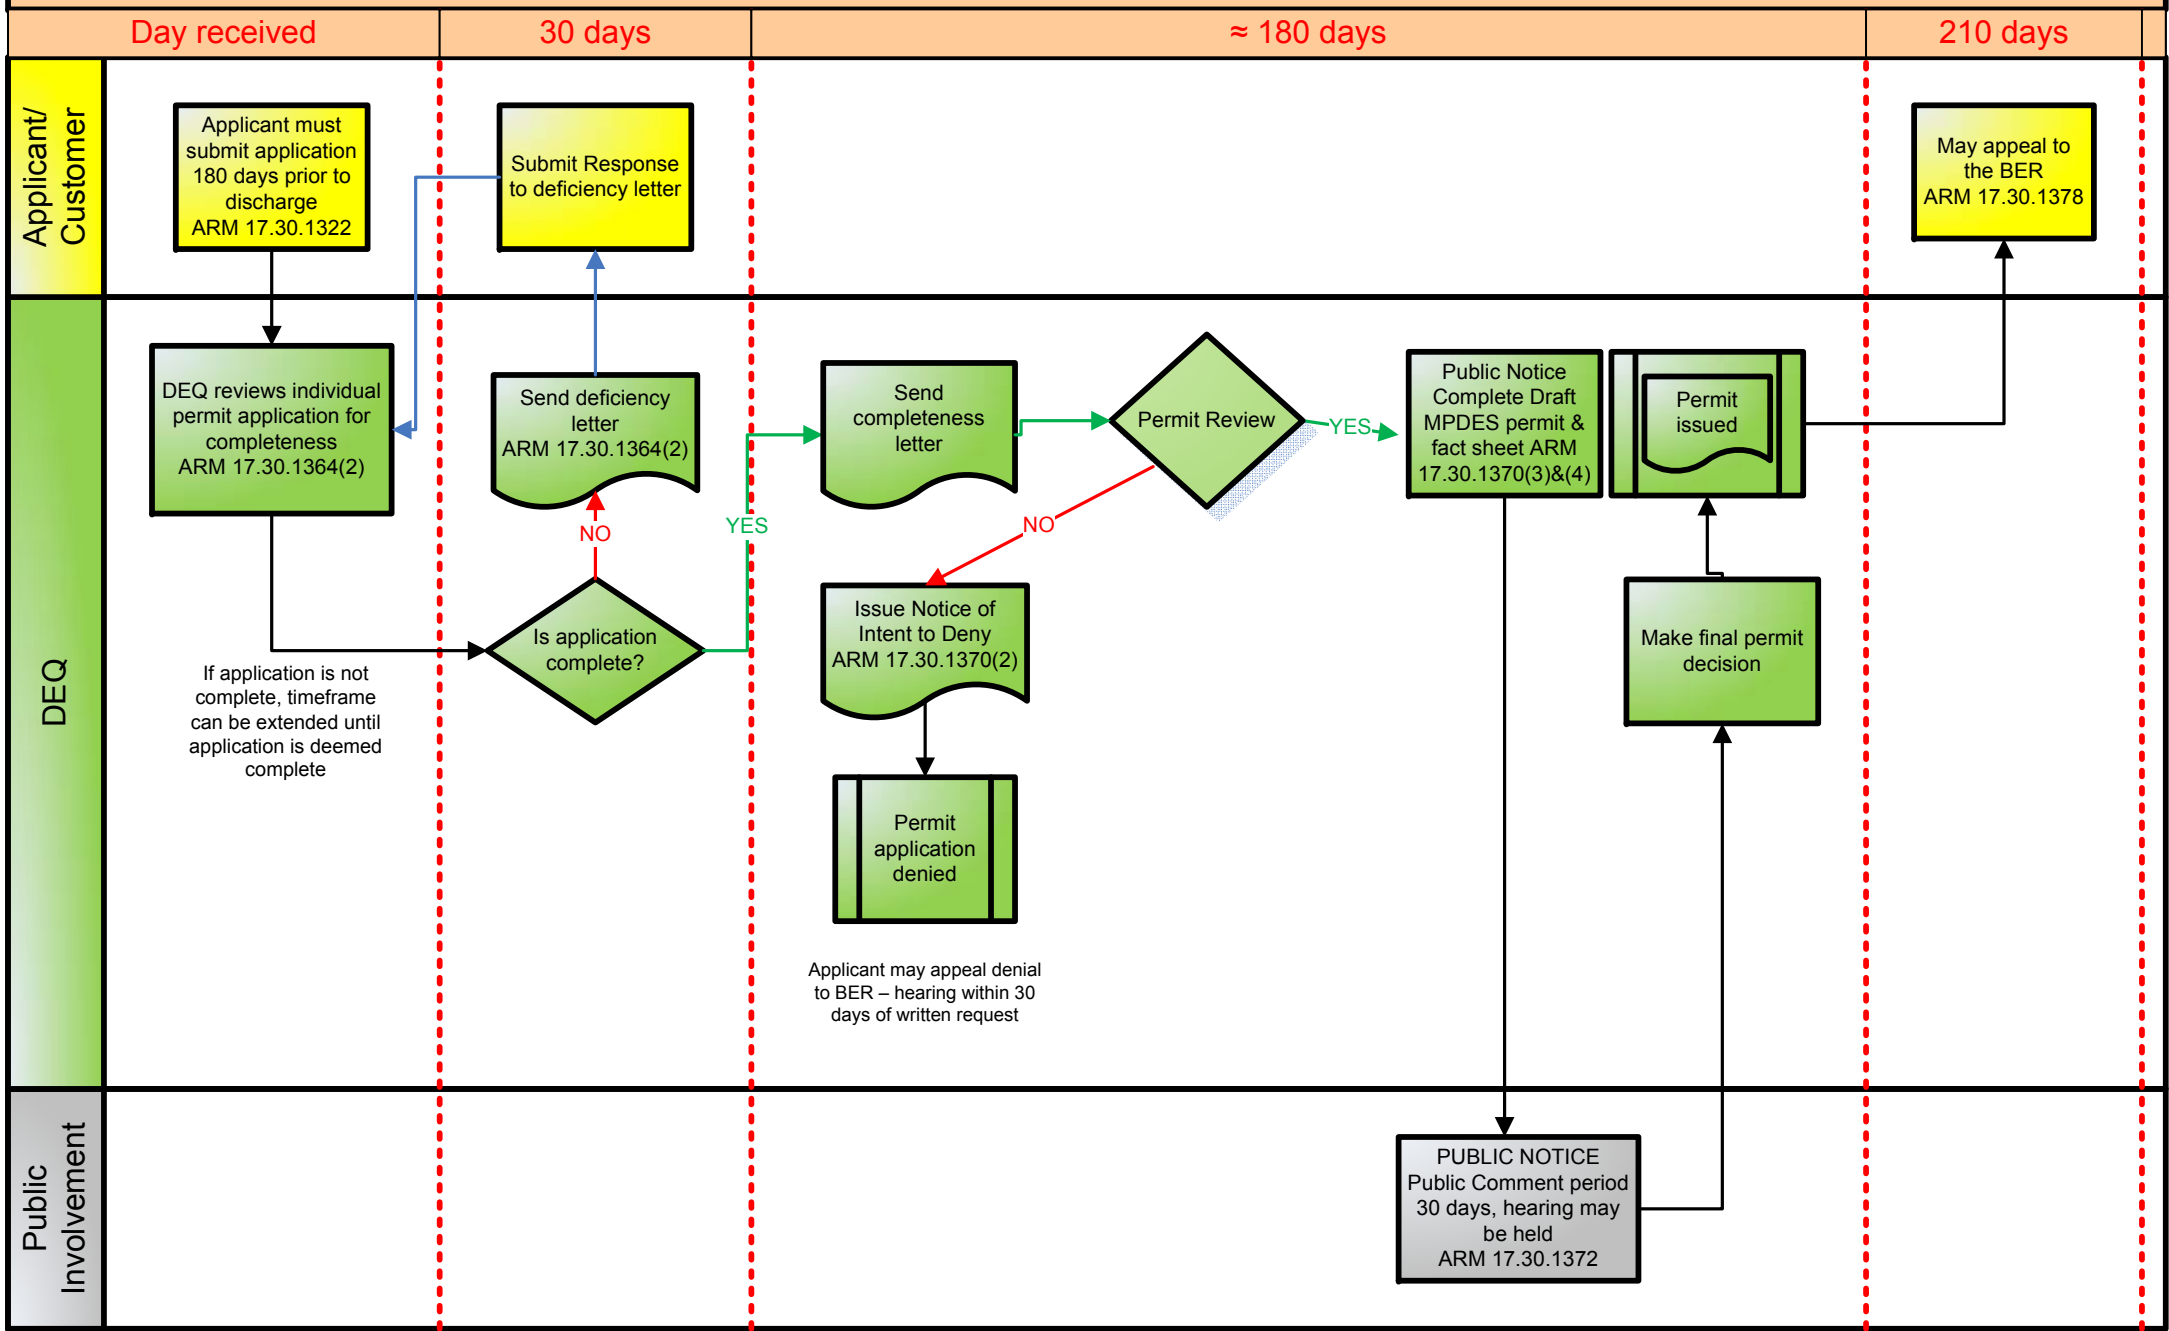 Day received
30 days
≈ 180 days
210 days
Applicant/
Customer
Applicant must
submit application
180 days prior to
discharge
ARM 17.30.1322
Submit Response
to deficiency letter
May appeal to
the BER
ARM 17.30.1378
DEQ
DEQ reviews individual
permit application for
completeness
ARM 17.30.1364(2)
If application is not
complete, timeframe
can be extended until
application is deemed
complete
Send deficiency
letter
ARM 17.30.1364(2)
NO
Is application
complete?
YES
Send
completeness
letter
Permit Review
YES
NO
Issue Notice of
Intent to Deny
ARM 17.30.1370(2)
Permit
application
denied
Applicant may appeal denial
to BER – hearing within 30
days of written request
Public Notice
Complete Draft
MPDES permit &
fact sheet ARM
17.30.1370(3)&(4)
Permit
issued
Make final permit
decision
Public
Involvement
PUBLIC NOTICE
Public Comment period
30 days, hearing may
be held
ARM 17.30.1372